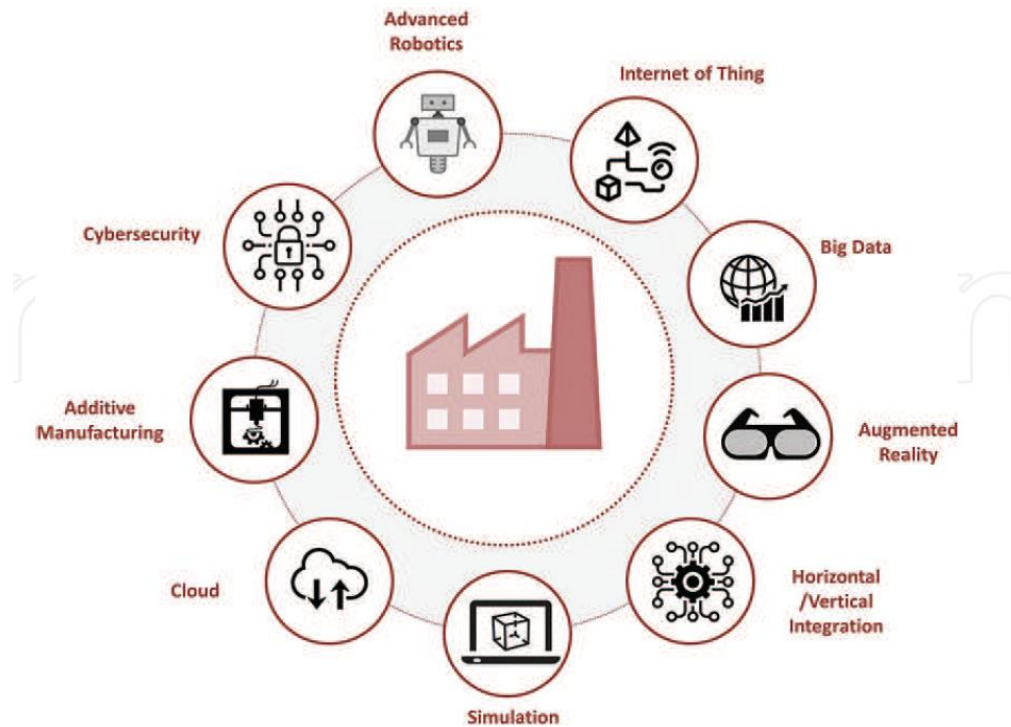 Advanced
Robotics
Internet of Thing
Big Data
Augmented
Reality
Horizontal
/Vertical
Integration
Simulation
Cloud
Additive
Manufacturing
Cybersecurity